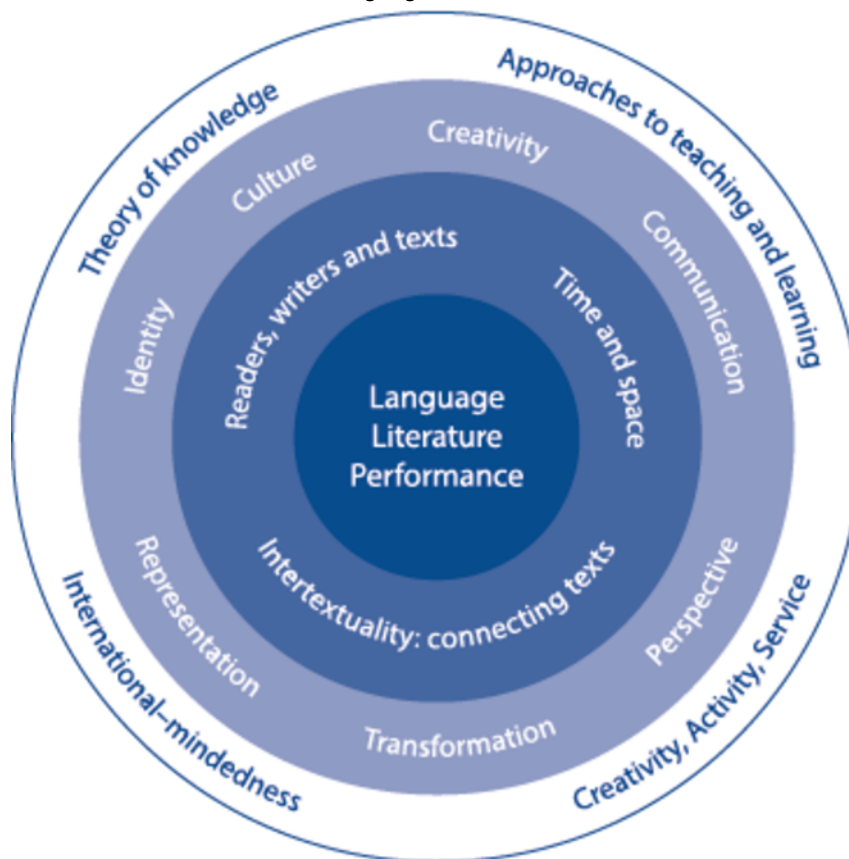 Theory of knowledge
Approaches to teaching and learning
Creativity, Activity, Service
International–mindedness
Culture
Creativity
Communication
Perspective
Transformation
Representation
Identity
Readers, writers and texts
Time and space
Intertextuality: connecting texts
Language
Literature
Performance